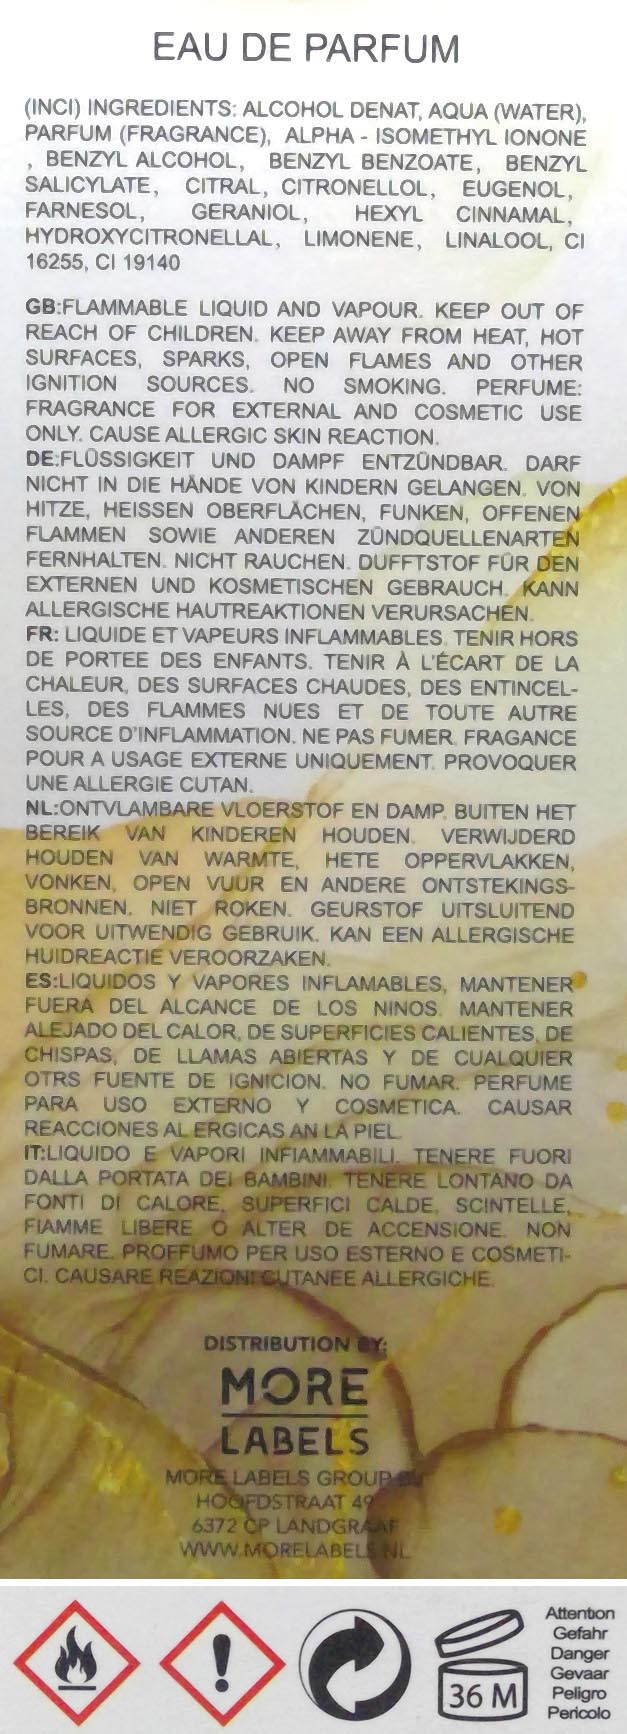 EAU DE PARFUM
(INCI) INGREDIENTS: ALCOHOL DENAT, AQUA (WATER),
PARFUM (FRAGRANCE), ALPHA - ISOMETHYL IONONE
, BENZYL ALCOHOL, BENZYL BENZOATE, BENZYL
SALICYLATE, CITRAL, CITRONELLOL, EUGENOL,
FARNESOL, GERANIOL, HEXYL CINNAMAL,
HYDROXYCITRONELLAL, LIMONENE, LINALOOL, CI
16255, CI 19140
GB:FLAMMABLE LIQUID AND VAPOUR. KEEP OUT OF
REACH OF CHILDREN. KEEP AWAY FROM HEAT, HOT
SURFACES, SPARKS, OPEN FLAMES AND OTHER
IGNITION SOURCES. NO SMOKING. PERFUME:
FRAGRANCE FOR EXTERNAL AND COSMETIC USE
ONLY. CAUSE ALLERGIC SKIN REACTION.
DE:FLÜSSIGKEIT UND DAMPF ENTZÜNDBAR. DARF
NICHT IN DIE HÄNDE VON KINDERN GELANGEN. VON
HITZE, HEISSEN OBERFLÄCHEN, FUNKEN, OFFENEN
FLAMMEN SOWIE ANDEREN ZÜNDQUELLENARTEN
FERNHALTEN. NICHT RAUCHEN. DUFFTSTOF FÜR DEN
EXTERNEN UND KOSMETISCHEN GEBRAUCH. KANN
ALLERGISCHE HAUTREAKTIONEN VERURSACHEN.
FR: LIQUIDE ET VAPEURS INFLAMMABLES. TENIR HORS
DE PORTEE DES ENFANTS. TENIR À L'ÉCART DE LA
CHALEUR, DES SURFACES CHAUDES, DES ENTINCEL-
LES, DES FLAMMES NUES ET DE TOUTE AUTRE
SOURCE D'INFLAMMATION. NE PAS FUMER. FRAGANCE
POUR A USAGE EXTERNE UNIQUEMENT. PROVOQUER
UNE ALLERGIE CUTAN.
NL:ONTVLAMBARE VLOERSTOF EN DAMP. BUITEN HET
BEREIK VAN KINDEREN HOUDEN. VERWIJDERD
HOUDEN VAN WARMTE, HETE OPPERVLAKKEN,
VONKEN, OPEN VUUR EN ANDERE ONTSTEKINGS-
BRONNEN. NIET ROKEN. GEURSTOF UITSLUITEND
VOOR UITWENDIG GEBRUIK. KAN EEN ALLERGISCHE
HUIDREACTIE VEROORZAKEN.
ES:LIQUIDOS Y VAPORES INFLAMABLES, MANTENER
FUERA DEL ALCANCE DE LOS NINOS. MANTENER
ALEJADO DEL CALOR, DE SUPERFICIES CALIENTES, DE
CHISPAS, DE LLAMAS ABIERTAS Y DE CUALQUIER
OTRS FUENTE DE IGNICION. NO FUMAR. PERFUME
PARA USO EXTERNO Y COSMETICA. CAUSAR
REACCIONES AL ERGICAS AN LA PIEL.
IT:LIQUIDO E VAPORI INFIAMMABILI. TENERE FUORI
DALLA PORTATA DEI BAMBINI. TENERE LONTANO DA
FONTI DI CALORE, SUPERFICI CALDE, SCINTELLE,
FIAMME LIBERE O ALTER DE ACCENSIONE. NON
FUMARE. PROFFUMO PER USO ESTERNO E COSMETI-
CI. CAUSARE REAZIONI CUTANEE ALLERGICHE.
DISTRIBUTION BY:
MORE
LABELS
MORE LABELS GROUP BV
HOOFDSTRAAT 49
6372 CP LANDGRAAF
WWW.MORELABELS.NL
36 M
Attention
Gefahr
Danger
Gevaar
Peligro
Pericolo